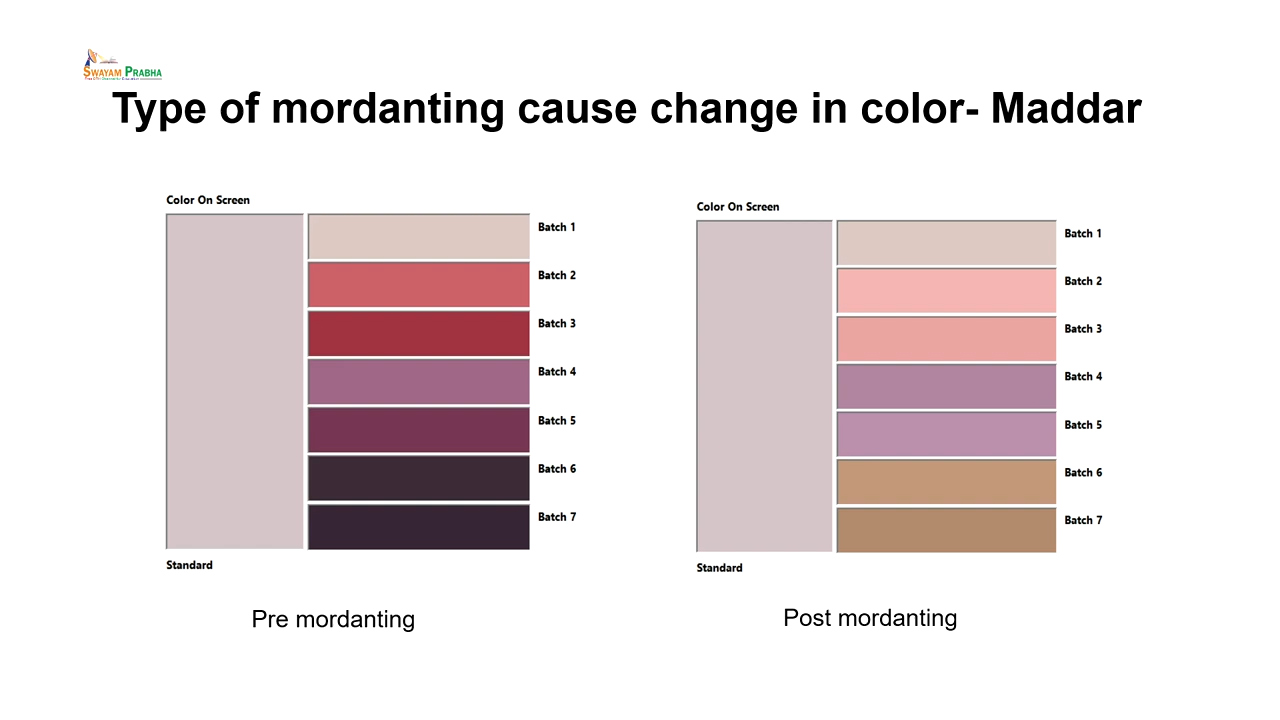 SWAYAM PRABHA
Type of mordanting cause change in color- Maddar
Color On Screen
Batch 1
Batch 2
Batch 3
Batch 4
Batch 5
Batch 6
Batch 7
Standard
Pre mordanting
Color On Screen
Batch 1
Batch 2
Batch 3
Batch 4
Batch 5
Batch 6
Batch 7
Standard
Post mordanting